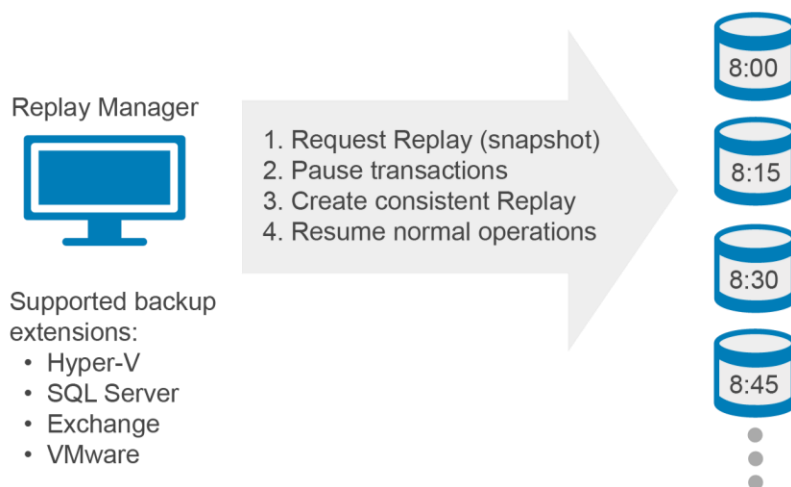 Replay Manager
1. Request Replay (snapshot)
2. Pause transactions
3. Create consistent Replay
4. Resume normal operations
Supported backup
extensions:
• Hyper-V
• SQL Server
• Exchange
• VMware
8:00
8:15
8:30
8:45